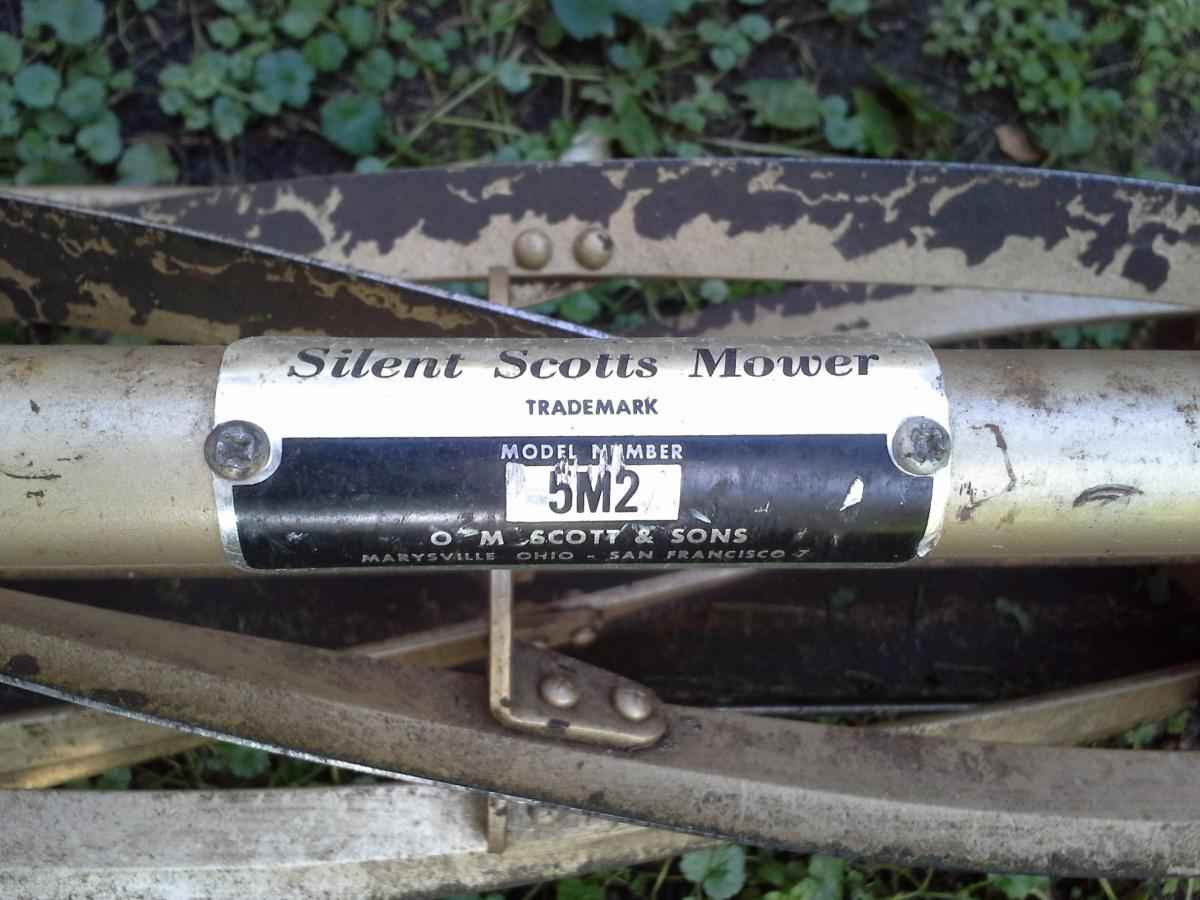 Silent Scotts Mower
TRADEMARK
MODEL NUMBER
5M2
O M SCOTT & SONS
MARYSVILLE OHIO - SAN FRANCISCO 7